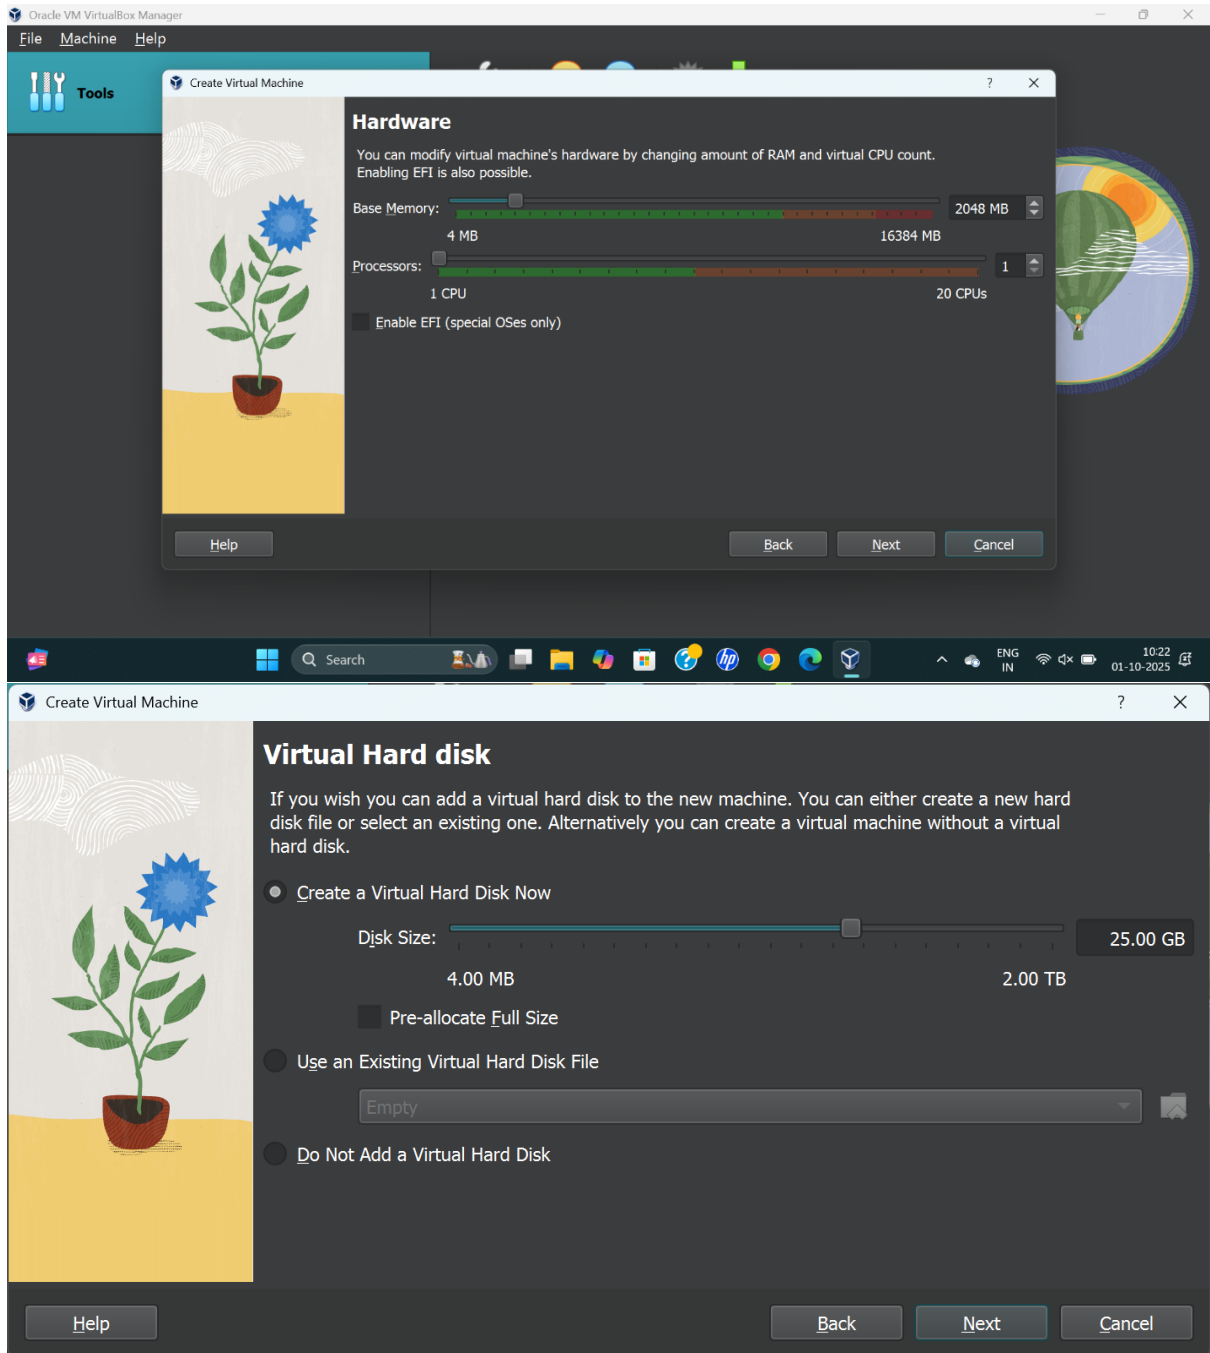 Oracle VM VirtualBox Manager
File Machine Help
Tools
Create Virtual Machine
?
Hardware
You can modify virtual machine's hardware by changing amount of RAM and virtual CPU count.
Enabling EFI is also possible.
Base Memory:
2048 MB
4 MB
16384 MB
Processors:
1
1 CPU
20 CPUs
Enable EFI (special OSes only)
Help
Back
Next
Cancel
Search
hp
ENG
IN
10:22
01-10-2025
Create Virtual Machine
?
Virtual Hard disk
If you wish you can add a virtual hard disk to the new machine. You can either create a new hard
disk file or select an existing one. Alternatively you can create a virtual machine without a virtual
hard disk.
Create a Virtual Hard Disk Now
Disk Size:
25.00 GB
4.00 MB
2.00 TB
Pre-allocate Full Size
Use an Existing Virtual Hard Disk File
Empty
Do Not Add a Virtual Hard Disk
Help
Back
Next
Cancel